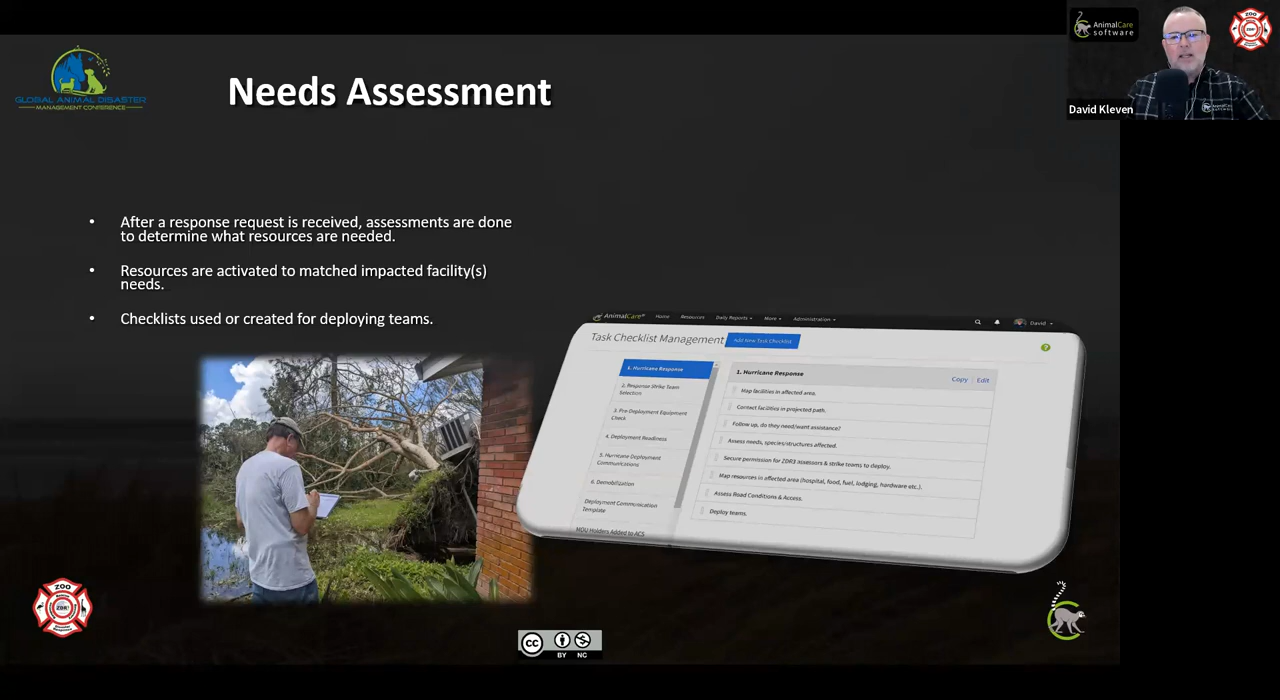 AnimalCare
software
ZOO
ZDR³
David Kleven
GLOBAL ANIMAL DISASTER
MANAGEMENT CONFERENCE
Needs Assessment
• After a response request is received, assessments are done
to determine what resources are needed.
• Resources are activated to matched impacted facility(s)
needs.
• Checklists used or created for deploying teams.
AnimalCare
Home
Resources
Daily Reports
More
Administration
David
Task Checklist Management
Add New Task Checklist
?
1. Hurricane Response
2. Response Strike Team
Selection
3. Pre Deployment Equipment
Check
4. Deployment Readiness
5. Hurricane Deployment
Communications
6. Demobilization
Deployment Communication
Template
MOU Holders Added to ACS
1. Hurricane Response
Copy | Edit
Map facilities in affected area.
Contact facilities in projected path.
Follow up, do they need/want assistance?
Assess needs, species/structures affected.
Secure permission for ZDR3 assessors & strike teams to deploy.
Map resources in affected area (hospital, food, fuel, lodging, hardware etc.).
Assess Road Conditions & Access.
Deploy teams.
ZOO
ZDR³
cc
BY NC